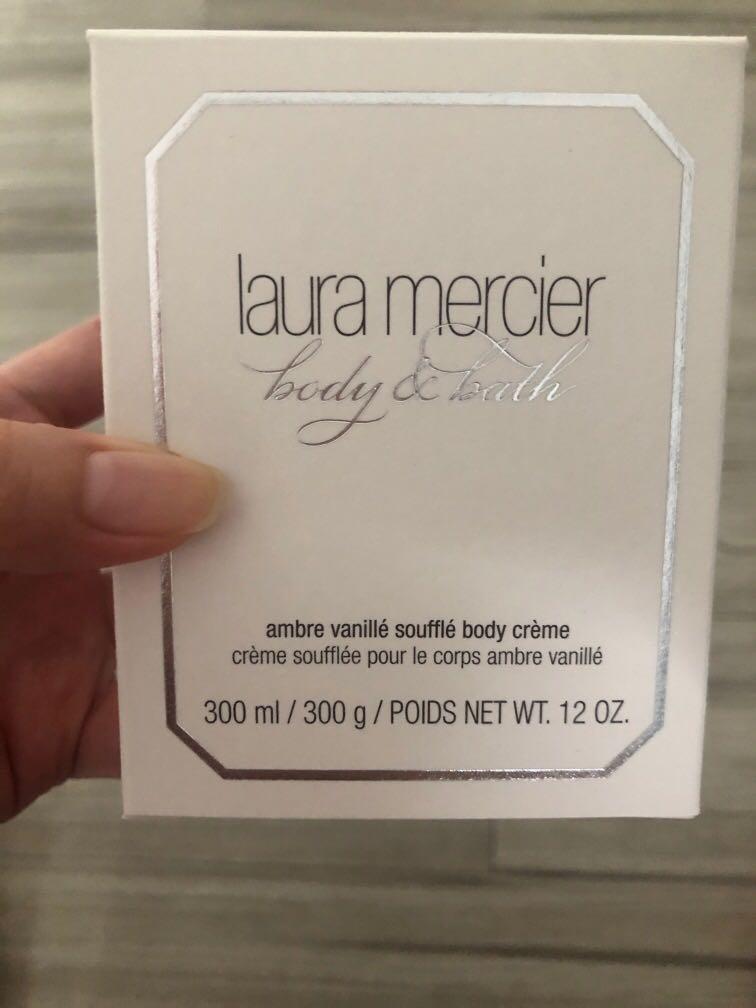 laura mercier
body & bath
ambre vanillé soufflé body crème
crème soufflée pour le corps ambre vanillé
300 ml / 300 g / POIDS NET WT. 12 OZ.